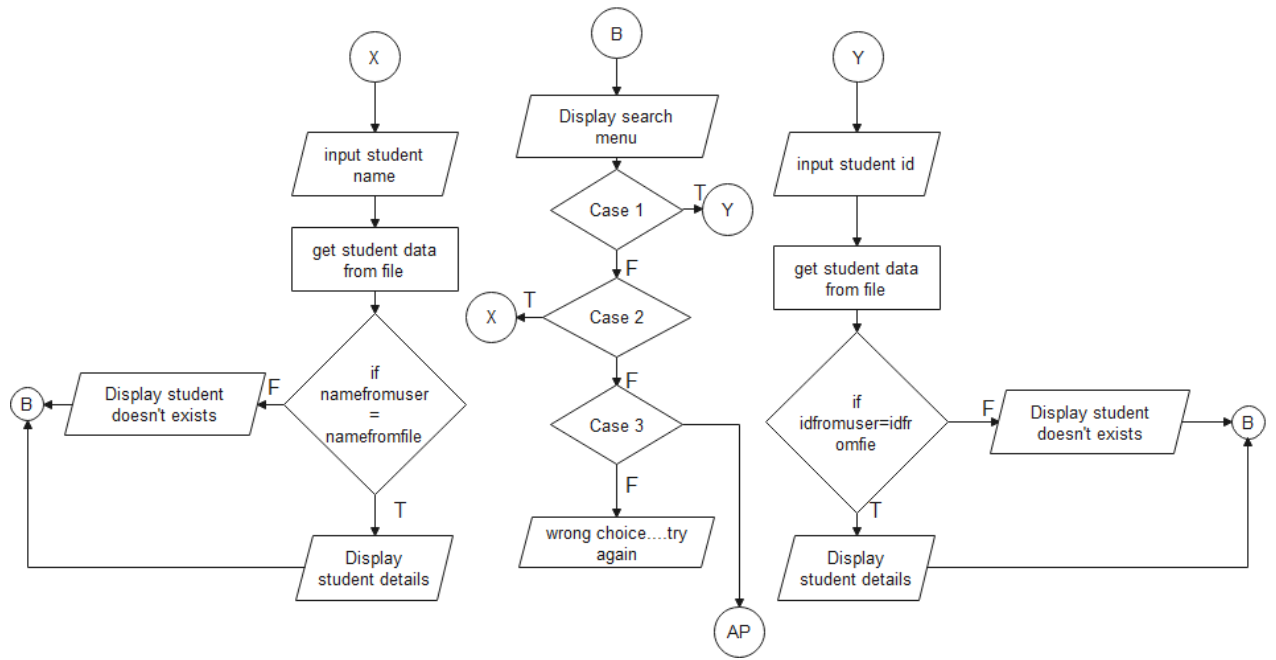 X
input student
name
get student data
from file
if
namefromuser
=
namefromfile
F
Display student
doesn't exists
B
T
Display
student details
B
Display search
menu
Case 1
T
Y
F
Case 2
T
X
F
Case 3
F
wrong choice....try
again
AP
Y
input student id
get student data
from file
if
idfromuser=idfr
omfie
F
Display student
doesn't exists
B
T
Display
student details